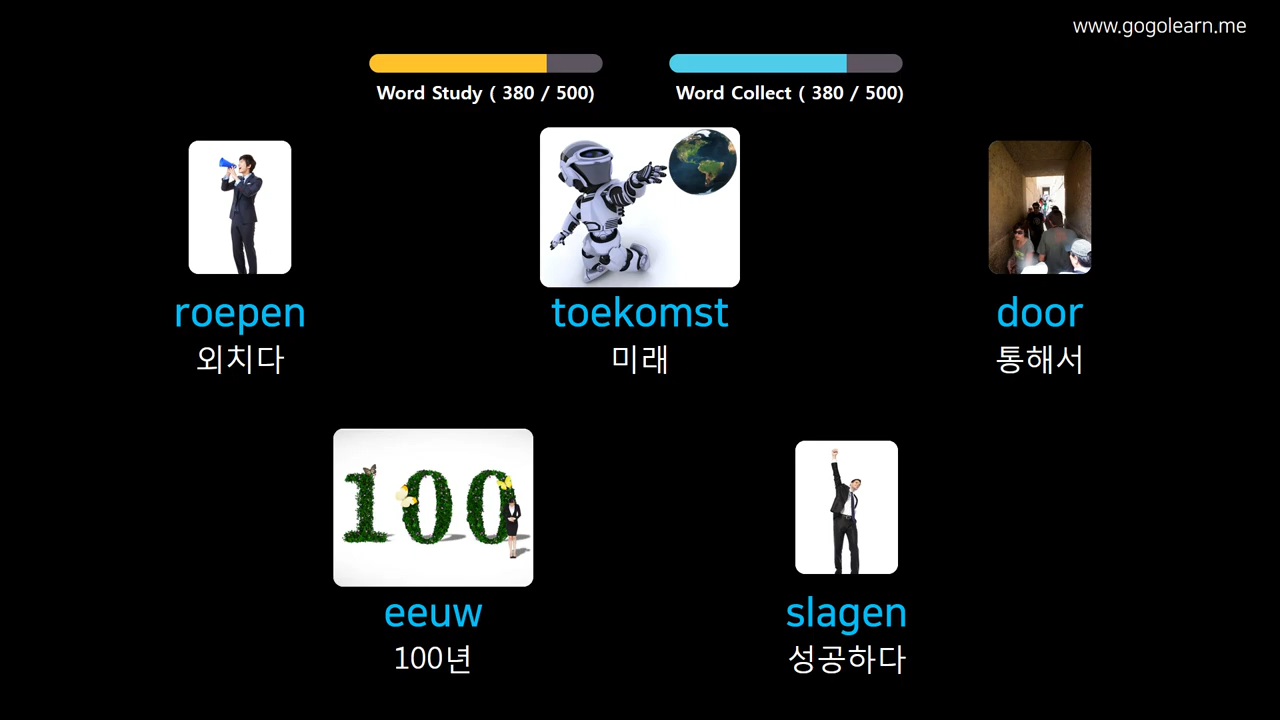 www.gogolearn.me
Word Study ( 380 / 500)
Word Collect ( 380 / 500)
roepen
외치다
toekomst
미래
door
통해서
100
eeuw
100년
slagen
성공하다